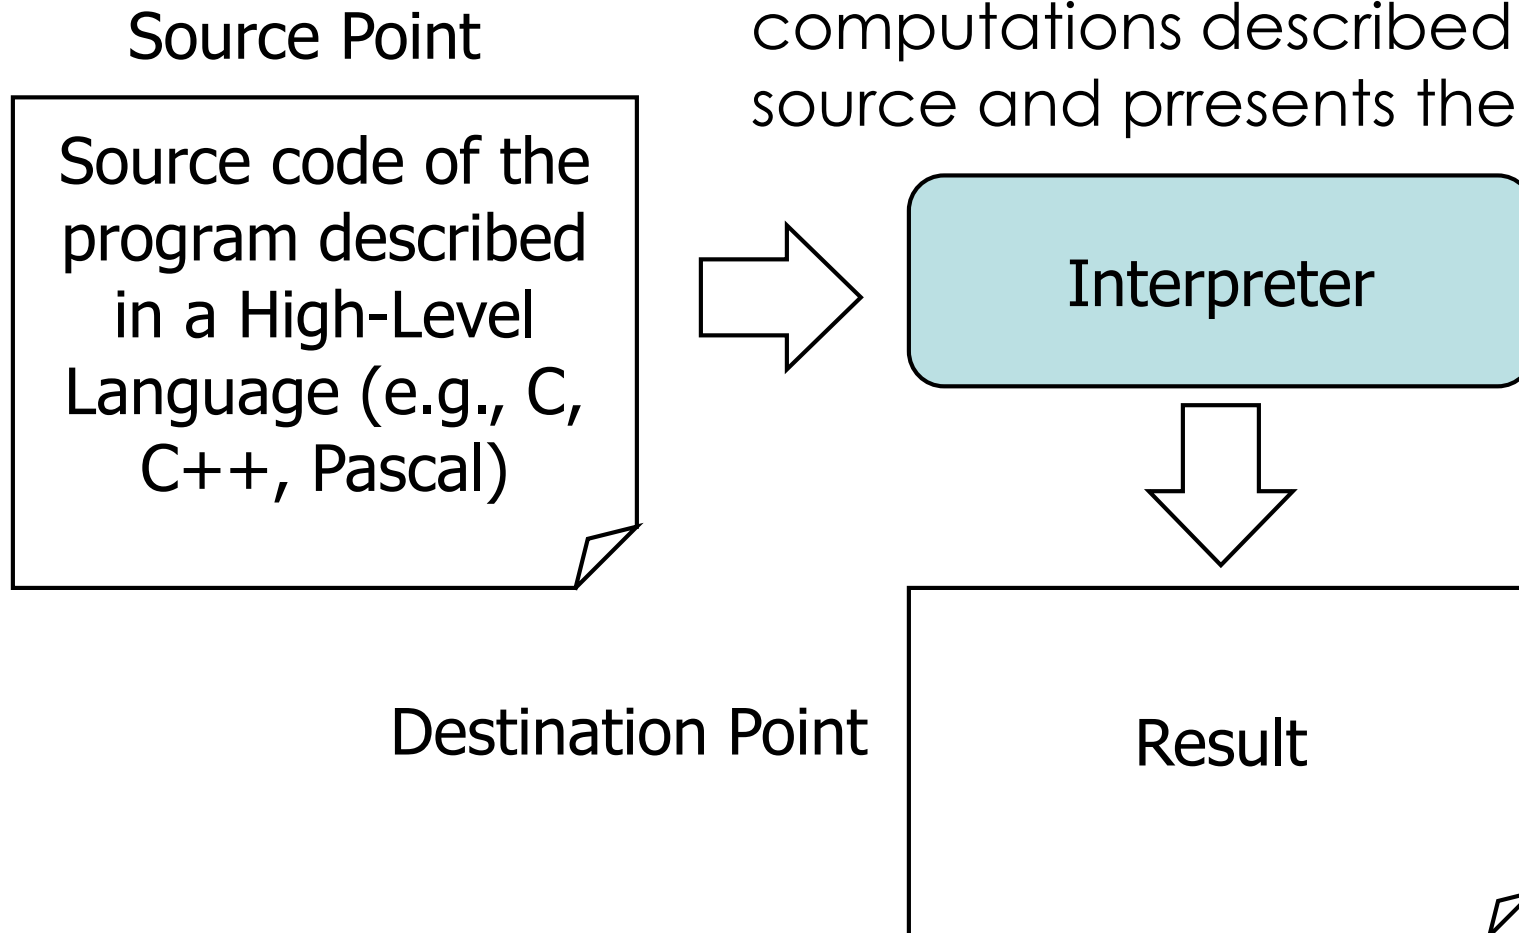 Source Point
computations described
source and prresents the
Source code of the
program described
in a High-Level
Language (e.g., C,
C++, Pascal)
Interpreter
Destination Point
Result